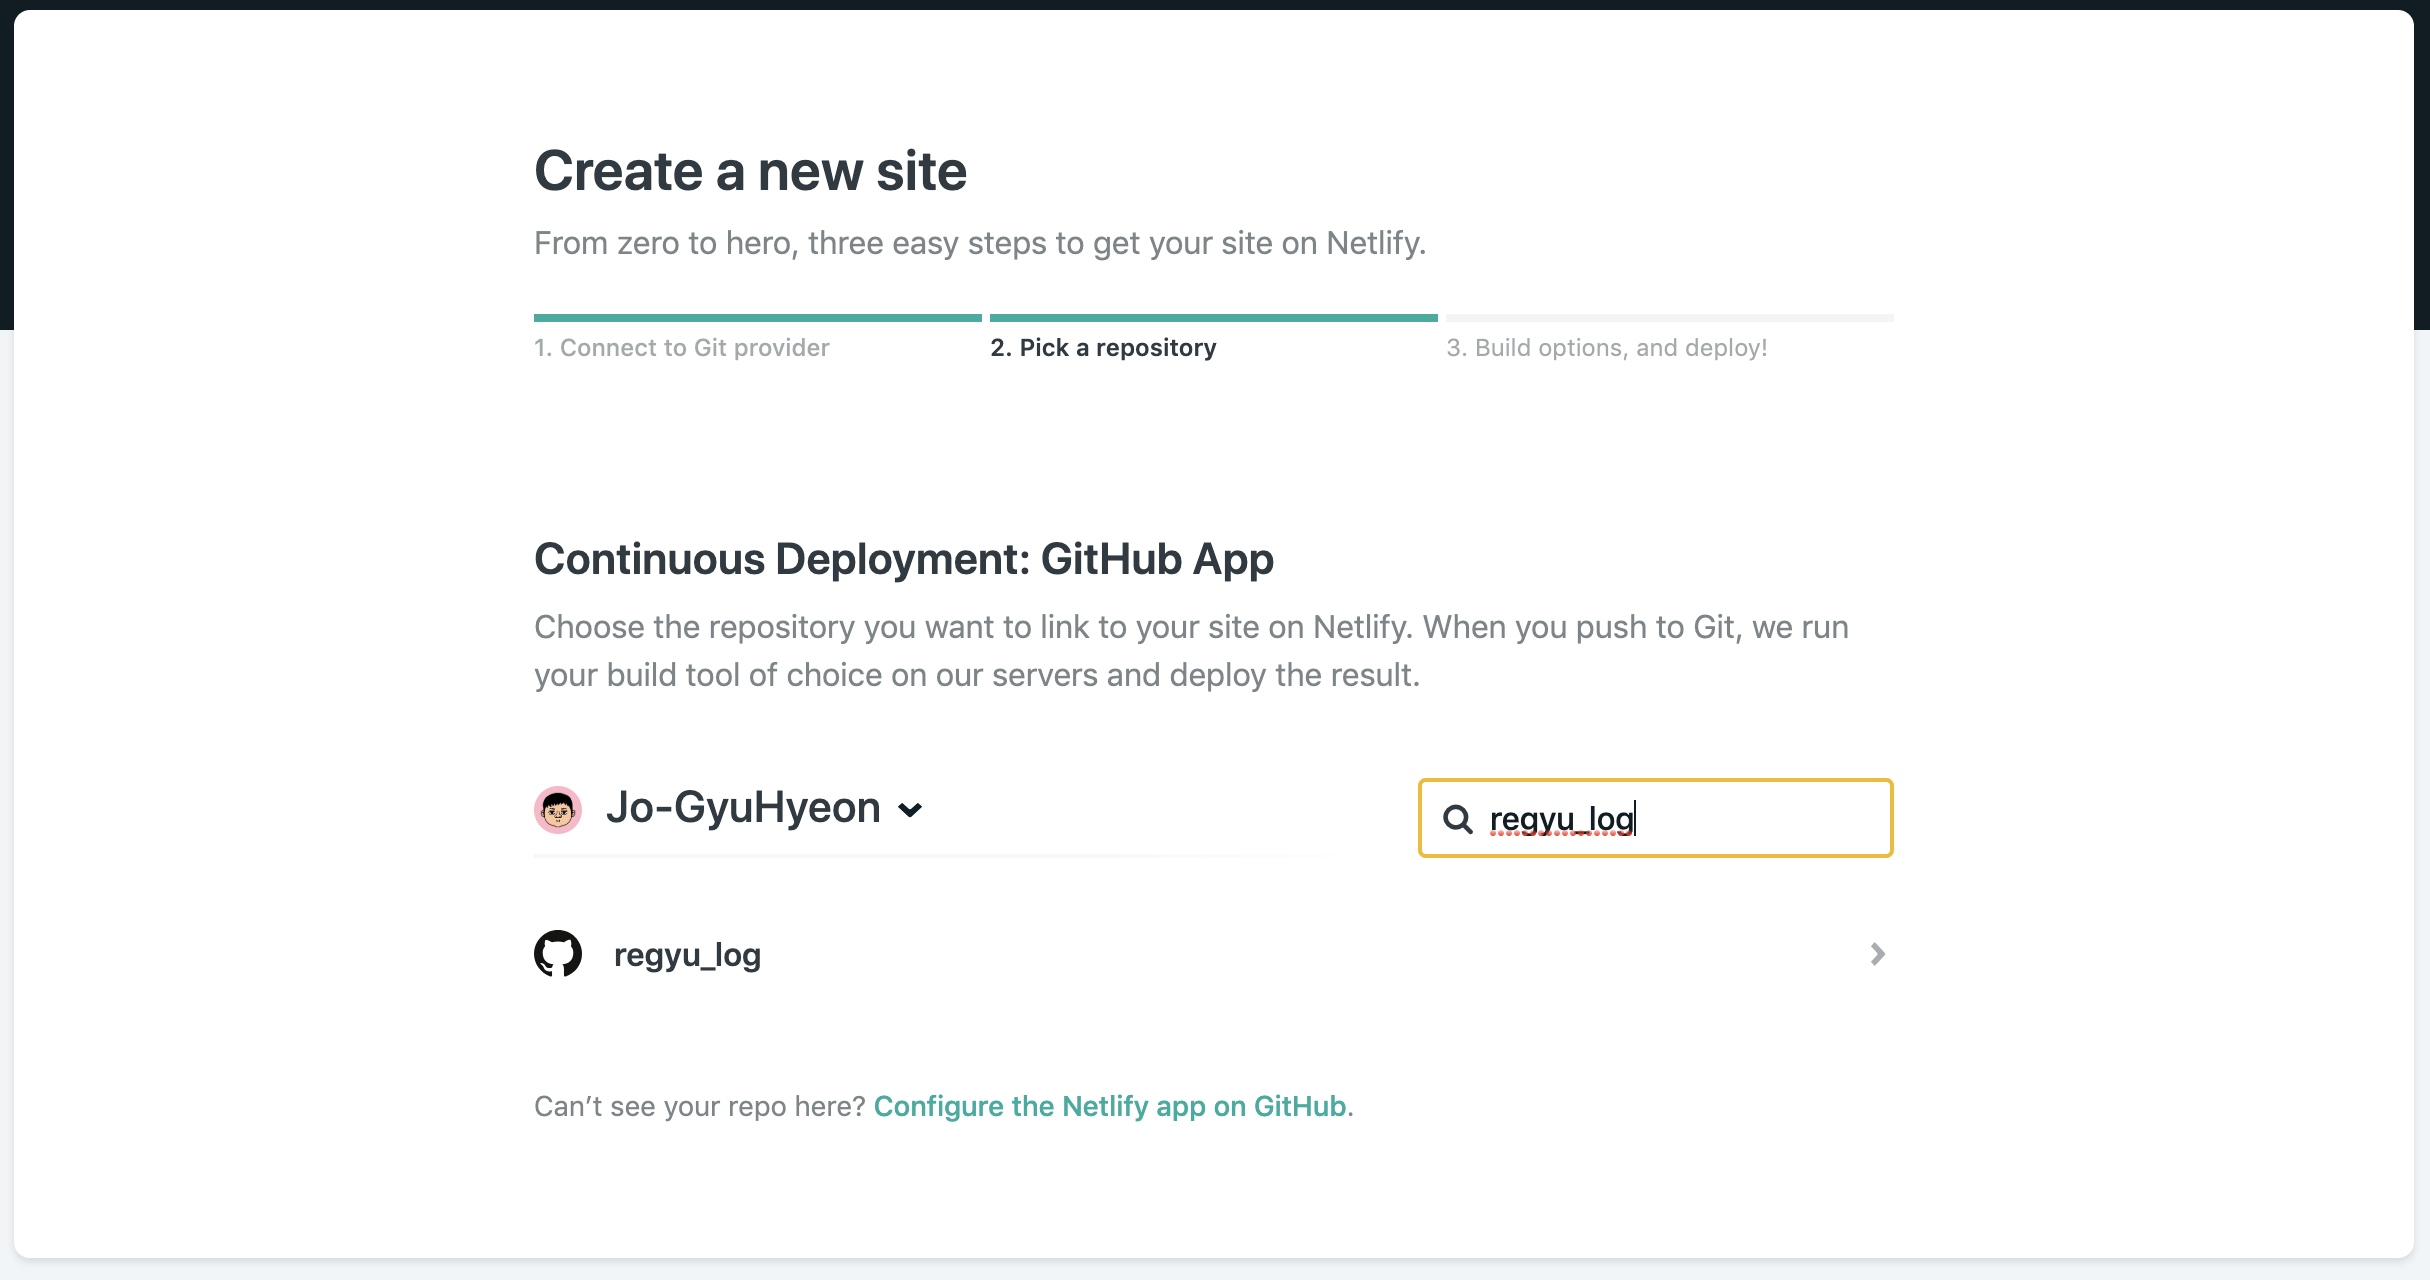 Create a new site
From zero to hero, three easy steps to get your site on Netlify.
1. Connect to Git provider
2. Pick a repository
3. Build options, and deploy!
Continuous Deployment: GitHub App
Choose the repository you want to link to your site on Netlify. When you push to Git, we run
your build tool of choice on our servers and deploy the result.
Jo-GyuHyeon
regyu_log
regyu_log
Can’t see your repo here? Configure the Netlify app on GitHub.